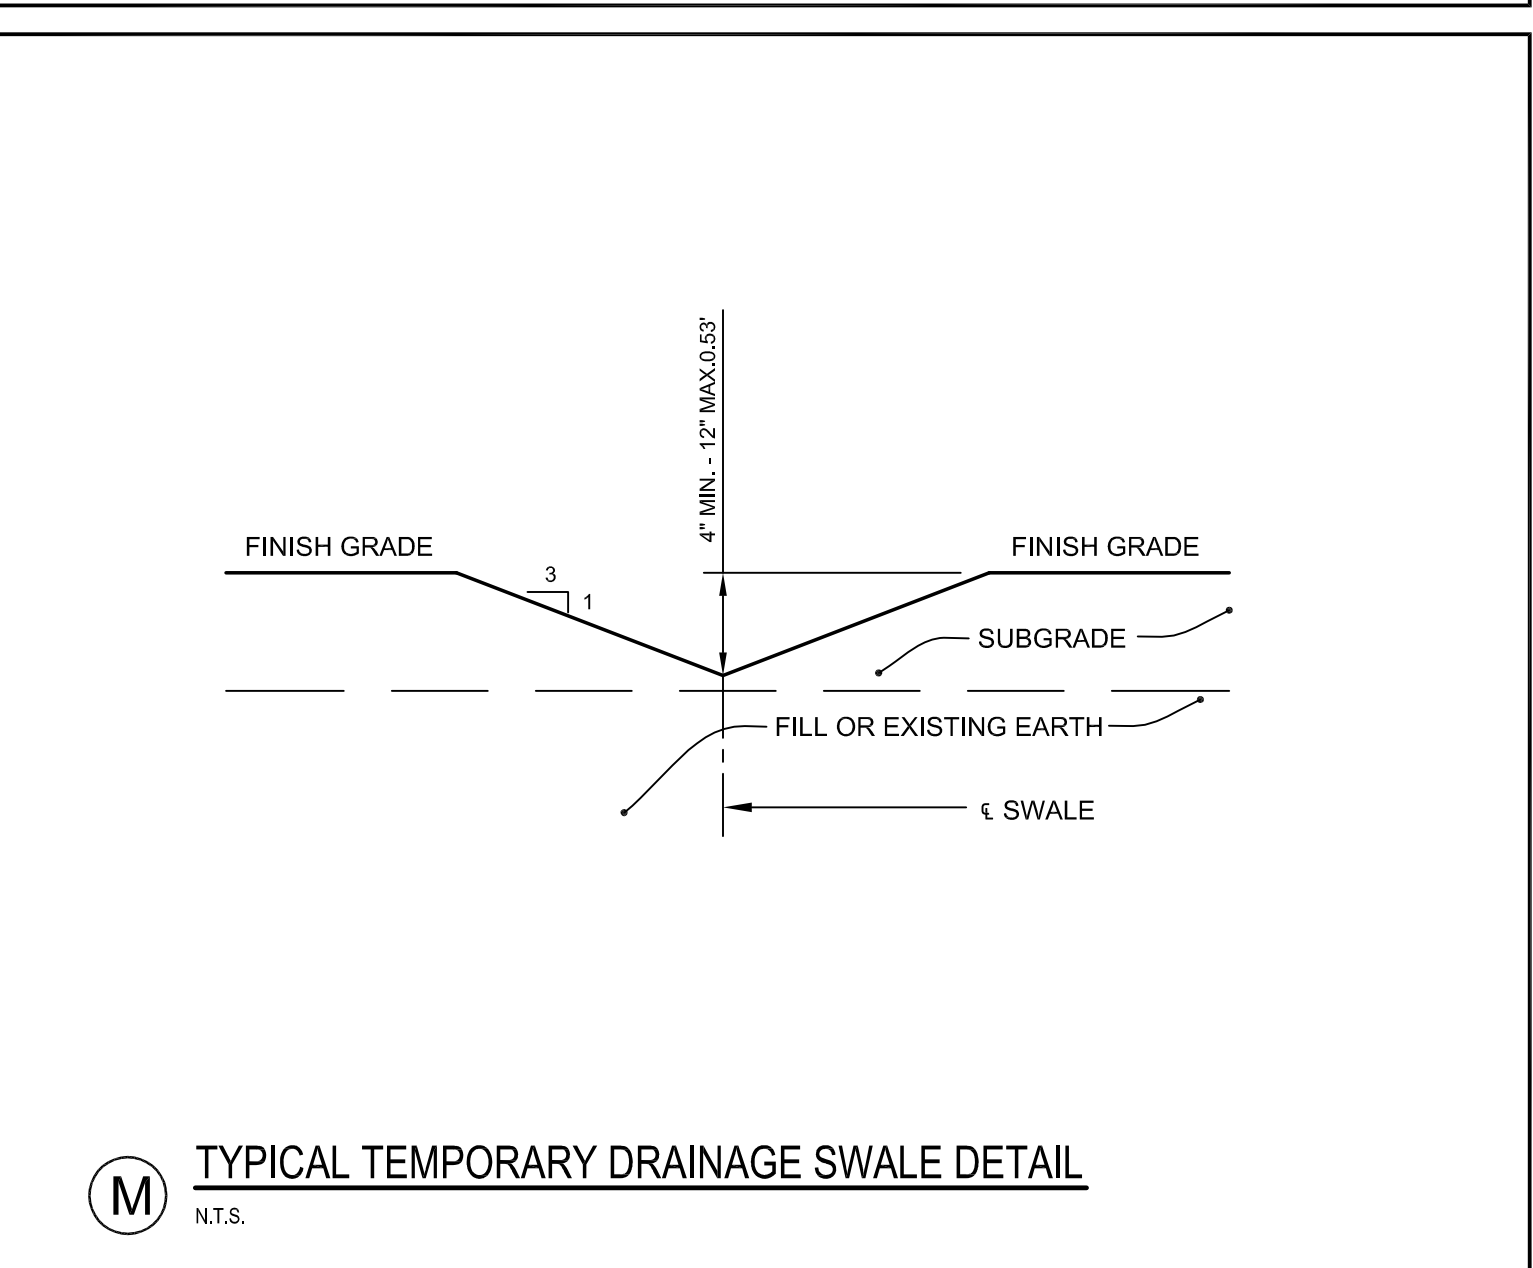 4" MIN. - 12" MAX.0.53'
FINISH GRADE
FINISH GRADE
3
1
SUBGRADE
FILL OR EXISTING EARTH
℄ SWALE
M
TYPICAL TEMPORARY DRAINAGE SWALE DETAIL
N.T.S.